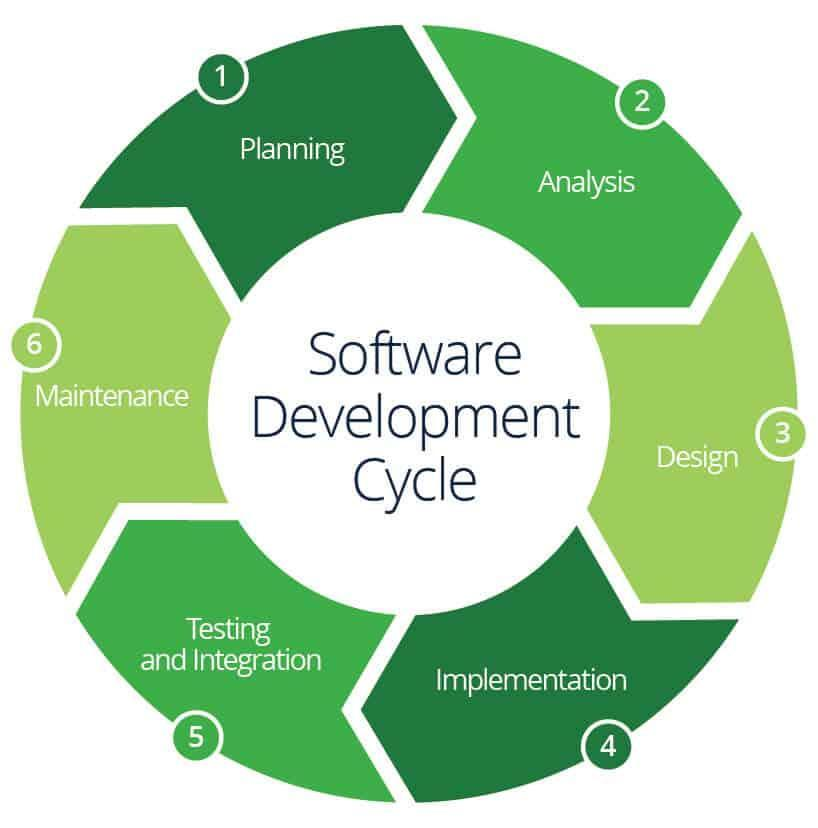 Software
Development
Cycle
1
Planning
2
Analysis
3
Design
4
Implementation
5
Testing
and Integration
6
Maintenance